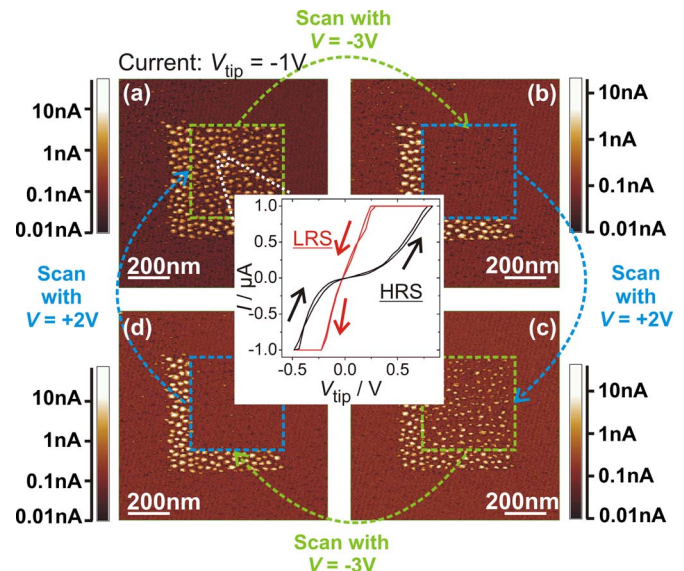 Scan with
V = -3V
Current: Vtip = -1V
(a)
10nA
1nA
0.1nA
0.01nA
200nm
(b)
10nA
1nA
0.1nA
0.01nA
200nm
Scan
with
V = +2V
Scan
with
V = +2V
1.0
0.5
0.0
-0.5
-1.0
I / µA
LRS
HRS
-0.5
0.0
0.5
Vtip / V
(d)
10nA
1nA
0.1nA
0.01nA
200nm
(c)
10nA
1nA
0.1nA
0.01nA
200nm
Scan with
V = -3V